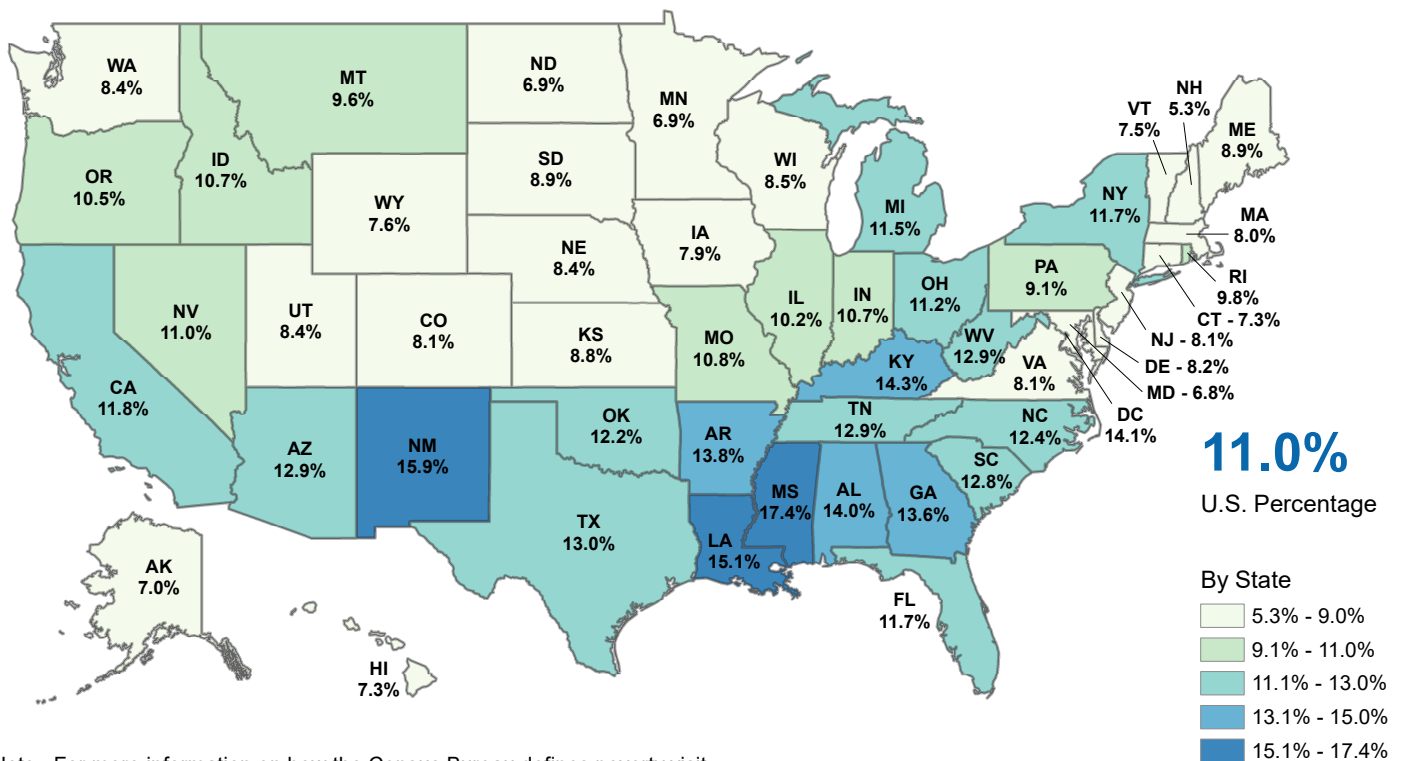 WA
8.4%
MT
9.6%
ND
6.9%
MN
6.9%
OR
10.5%
ID
10.7%
SD
8.9%
WI
8.5%
WY
7.6%
MI
11.5%
NY
11.7%
VT
7.5%
NH
5.3%
ME
8.9%
MA
8.0%
RI
9.8%
CT - 7.3%
NJ - 8.1%
DE - 8.2%
MD - 6.8%
DC
14.1%
IA
7.9%
NE
8.4%
PA
9.1%
NV
11.0%
UT
8.4%
CO
8.1%
KS
8.8%
MO
10.8%
IL
10.2%
IN
10.7%
OH
11.2%
WV
12.9%
VA
8.1%
KY
14.3%
CA
11.8%
AZ
12.9%
NM
15.9%
OK
12.2%
AR
13.8%
TN
12.9%
NC
12.4%
SC
12.8%
TX
13.0%
LA
15.1%
MS
17.4%
AL
14.0%
GA
13.6%
FL
11.7%
AK
7.0%
HI
7.3%
11.0%
U.S. Percentage
By State
5.3% - 9.0%
9.1% - 11.0%
11.1% - 13.0%
13.1% - 15.0%
15.1% - 17.4%